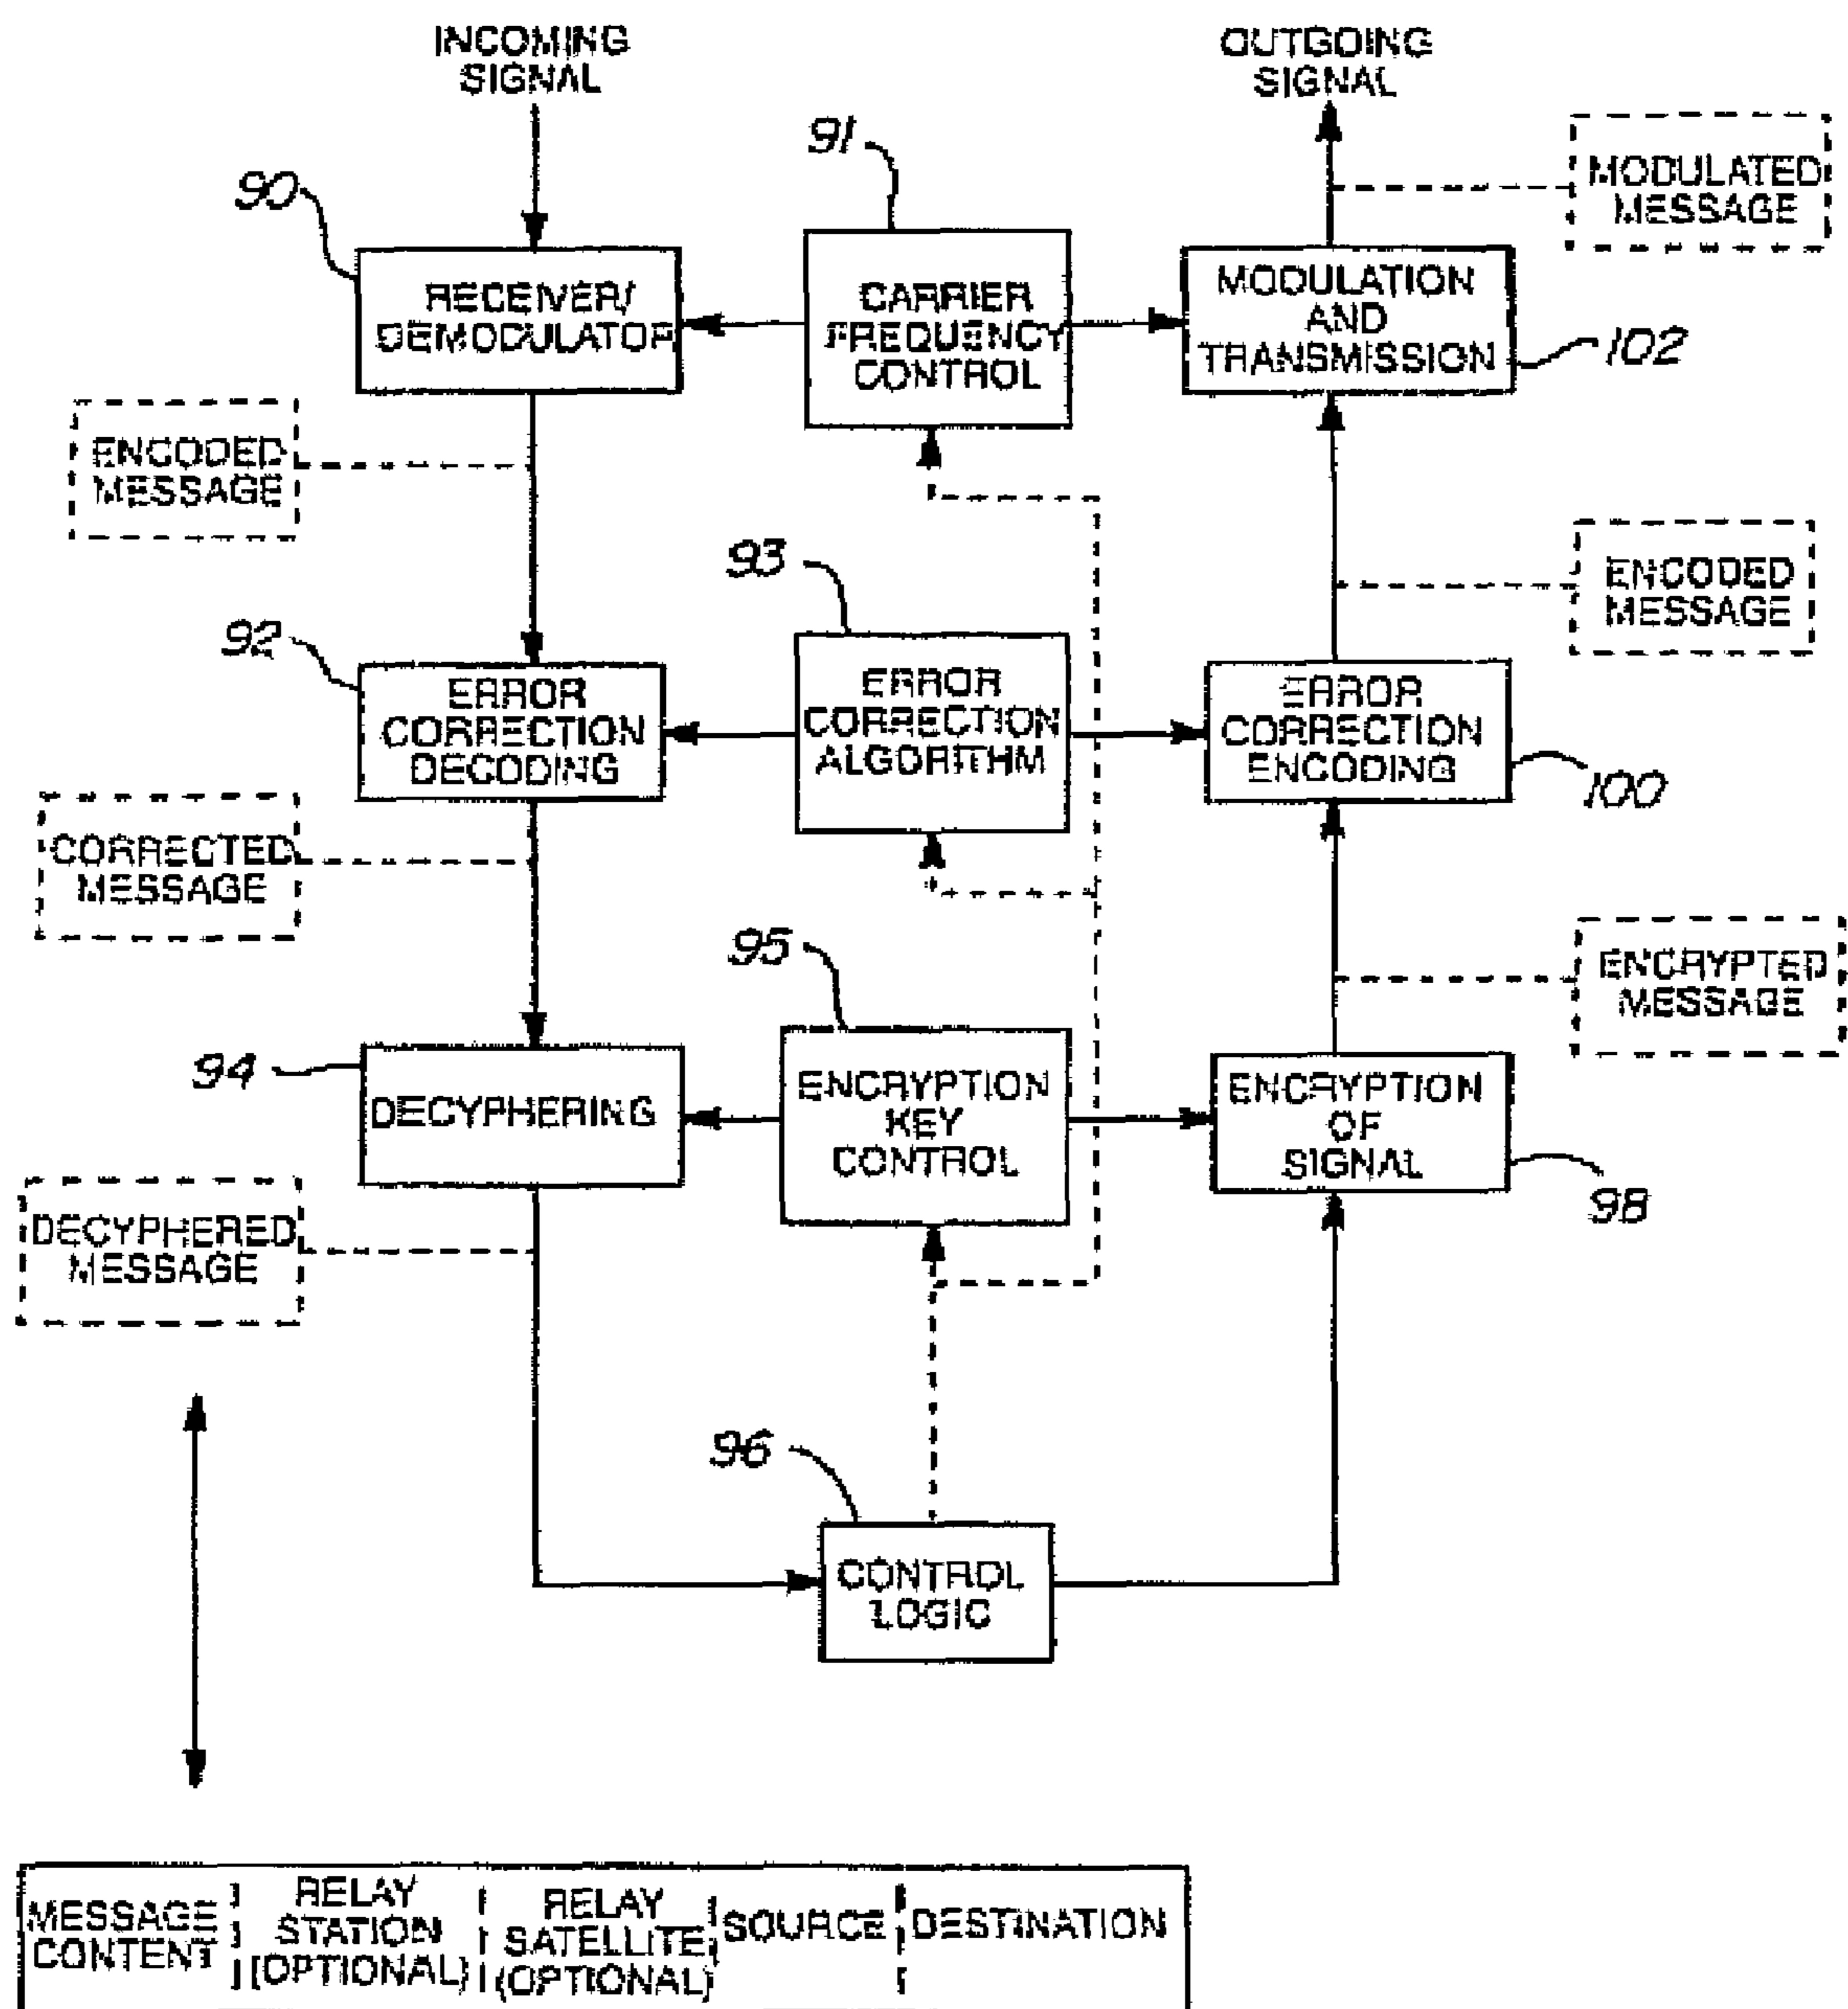 INCOMING
SIGNAL
OUTGOING
SIGNAL
91
MODULATED
MESSAGE
90
RECEIVER/
DEMODULATOR
CARRIER
FREQUENCY
CONTROL
MODULATION
AND
TRANSMISSION
102
ENCODED
MESSAGE
93
ENCODED
MESSAGE
92
ERROR
CORRECTION
DECODING
ERROR
CORRECTION
ALGORITHM
ERROR
CORRECTION
ENCODING
100
CORRECTED
MESSAGE
95
ENCRYPTED
MESSAGE
94
DECYPHERING
ENCRYPTION
KEY
CONTROL
ENCRYPTION
OF
SIGNAL
98
DECYPHERED
MESSAGE
96
CONTROL
LOGIC
MESSAGE
CONTENT
RELAY
STATION
(OPTIONAL)
RELAY
SATELLITE
(OPTIONAL)
SOURCE
DESTINATION